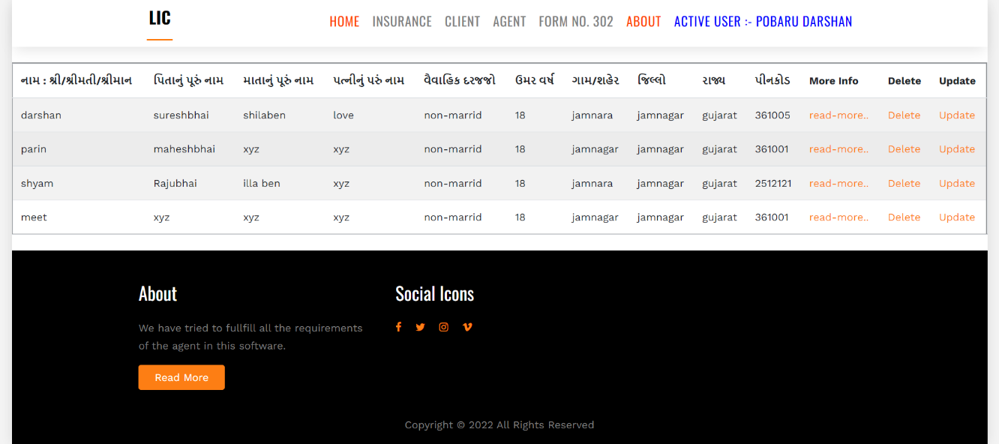 LIC HOME INSURANCE CLIENT AGENT FORM NO. 302 ABOUT ACTIVE USER :- POBARU DARSHAN
નામ : શ્રી/શ્રીમતી/શ્રીમાન પિતાનું પૂરું નામ માતાનું પૂરું નામ પત્નીનું પરું નામ વૈવાહિક દરજજો ઉમર વર્ષ ગામ/શહેર જિલ્લો રાજ્ય પીનકોડ More Info Delete Update
darshan sureshbhai shilaben love non-marrid 18 jamnara jamnagar gujarat 361005 read-more.. Delete Update
parin maheshbhai xyz xyz non-marrid 18 jamnagar jamnagar gujarat 361001 read-more.. Delete Update
shyam Rajubhai illa ben xyz non-marrid 18 jamnara jamnagar gujarat 2512121 read-more.. Delete Update
meet xyz xyz xyz non-marrid 18 jamnagar jamnagar gujarat 361001 read-more.. Delete Update
About
We have tried to fullfill all the requirements
of the agent in this software.
Read More
Social Icons
Copyright © 2022 All Rights Reserved